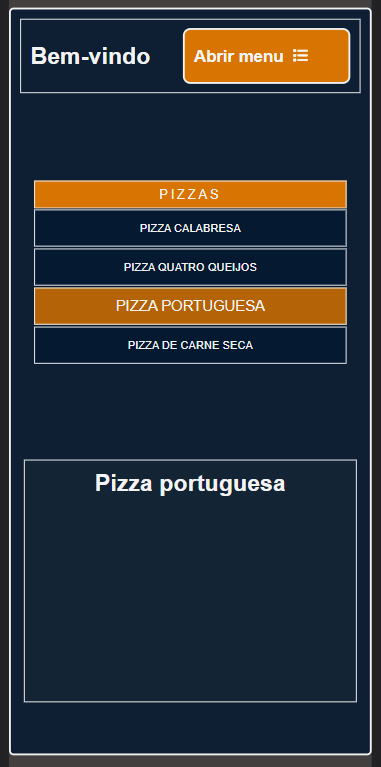 Bem-vindo
Abrir menu
PIZZAS
PIZZA CALABRESA
PIZZA QUATRO QUEIJOS
PIZZA PORTUGUESA
PIZZA DE CARNE SECA
Pizza portuguesa